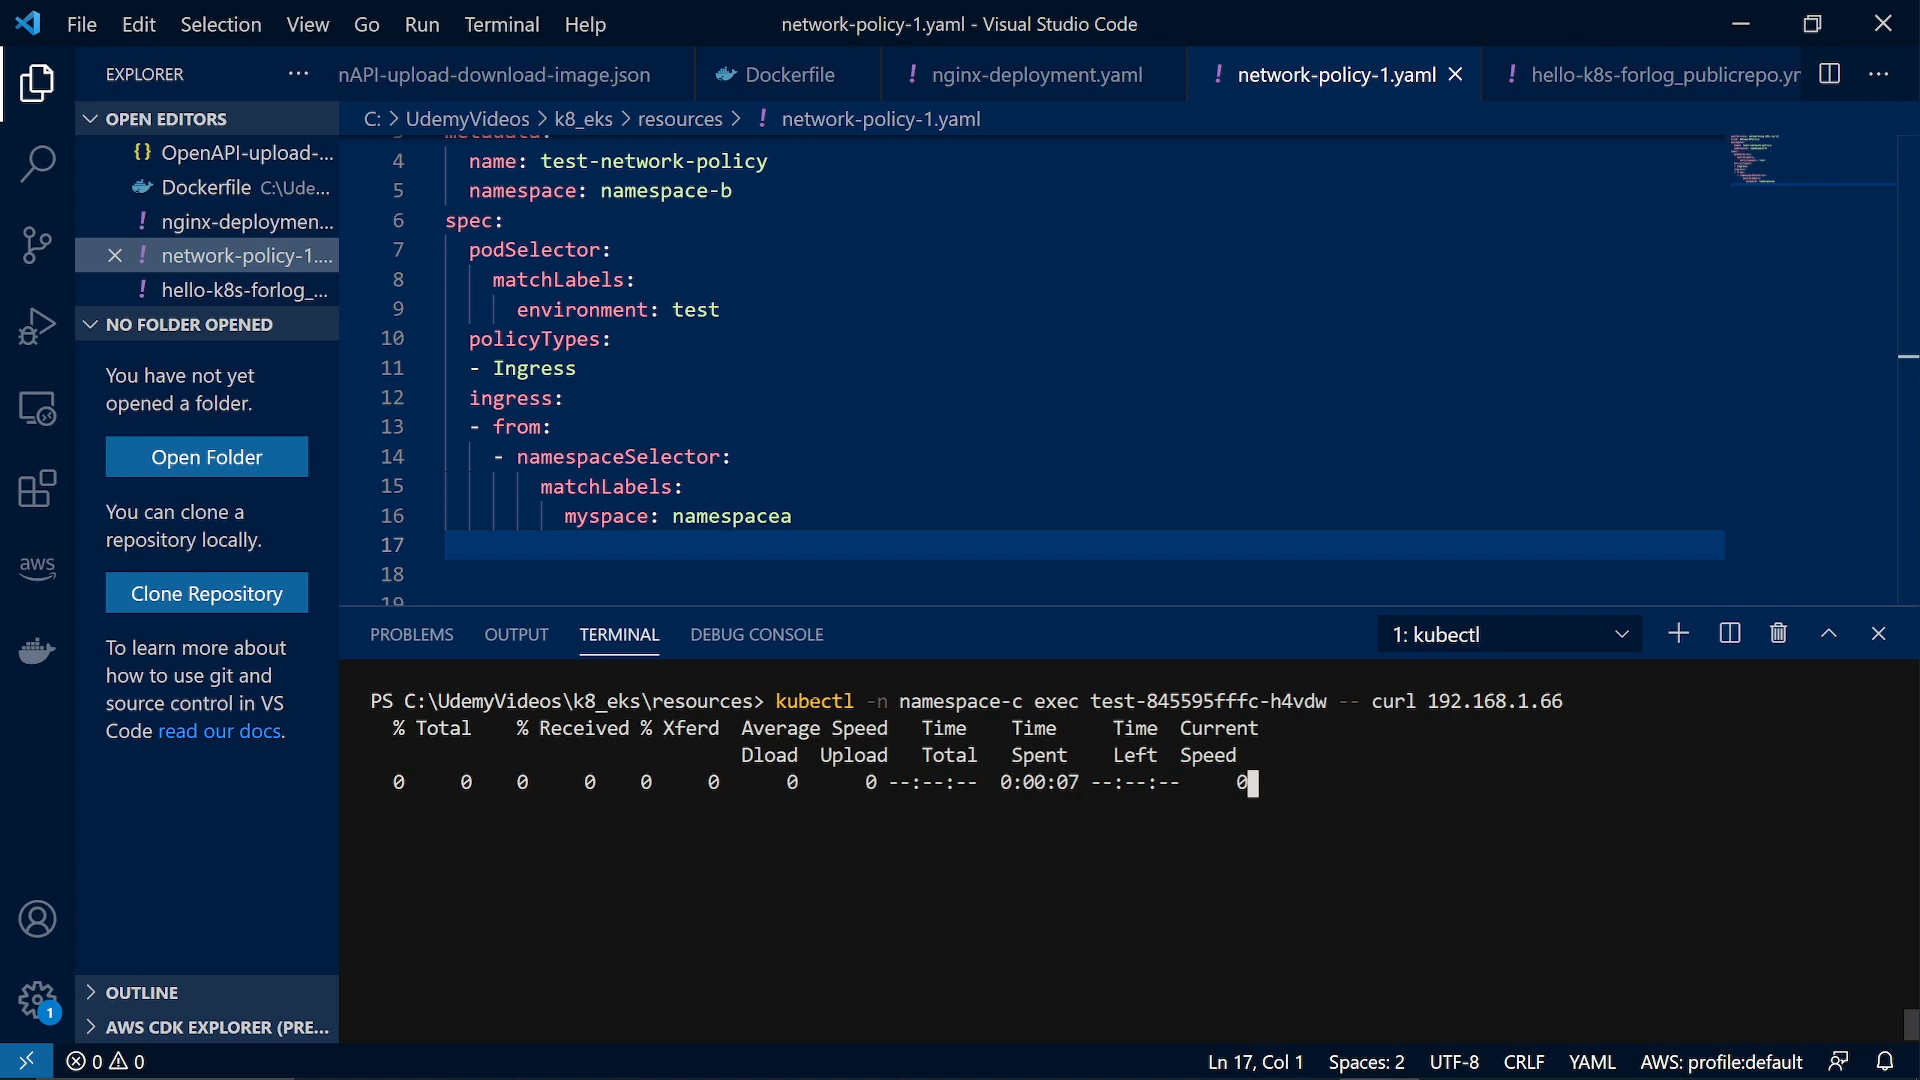 File Edit Selection View Go Run Terminal Help
network-policy-1.yaml - Visual Studio Code
EXPLORER
nAPI-upload-download-image.json
Dockerfile
! nginx-deployment.yaml
! network-policy-1.yaml
! hello-k8s-forlog_publicrepo.yr
OPEN EDITORS
{} OpenAPI-upload-...
Dockerfile C:\Ude...
! nginx-deploymen...
! network-policy-1....
! hello-k8s-forlog_...
NO FOLDER OPENED
You have not yet
opened a folder.
Open Folder
You can clone a
repository locally.
Clone Repository
To learn more about
how to use git and
source control in VS
Code read our docs.
OUTLINE
AWS CDK EXPLORER (PRE...
aws
1
C: > UdemyVideos > k8_eks > resources > ! network-policy-1.yaml
metadata:
4 name: test-network-policy
5 namespace: namespace-b
6 spec:
7 podSelector:
8 matchLabels:
9 environment: test
10 policyTypes:
11 - Ingress
12 ingress:
13 - from:
14 - namespaceSelector:
15 matchLabels:
16 myspace: namespacea
17
18
19
PROBLEMS OUTPUT TERMINAL DEBUG CONSOLE
1: kubectl
PS C:\UdemyVideos\k8_eks\resources> kubectl -n namespace-c exec test-845595fffc-h4vdw -- curl 192.168.1.66
% Total % Received % Xferd Average Speed Time Time Time Current
Dload Upload Total Spent Left Speed
0 0 0 0 0 0 0 0 --:--:-- 0:00:07 --:--:-- 0
0 0
Ln 17, Col 1 Spaces: 2 UTF-8 CRLF YAML AWS: profile:default